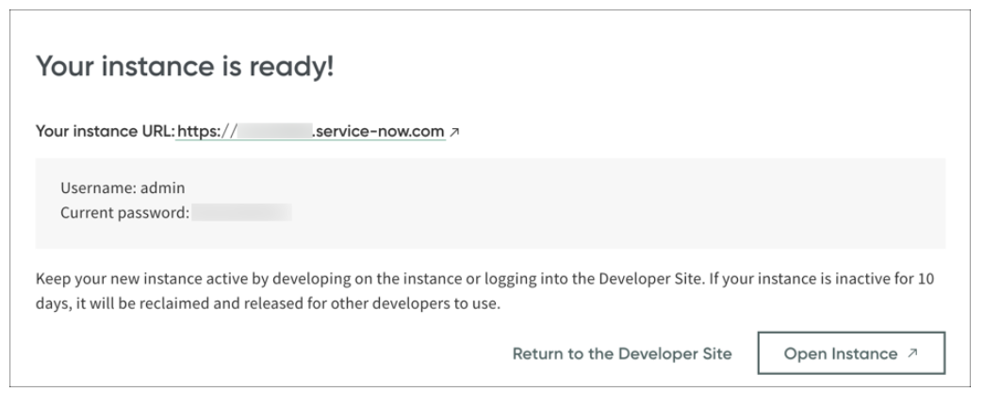 Your instance is ready!
Your instance URL: https:// .service-now.com ↗
Username: admin
Current password:
Keep your new instance active by developing on the instance or logging into the Developer Site. If your instance is inactive for 10
days, it will be reclaimed and released for other developers to use.
Return to the Developer Site
Open Instance ↗